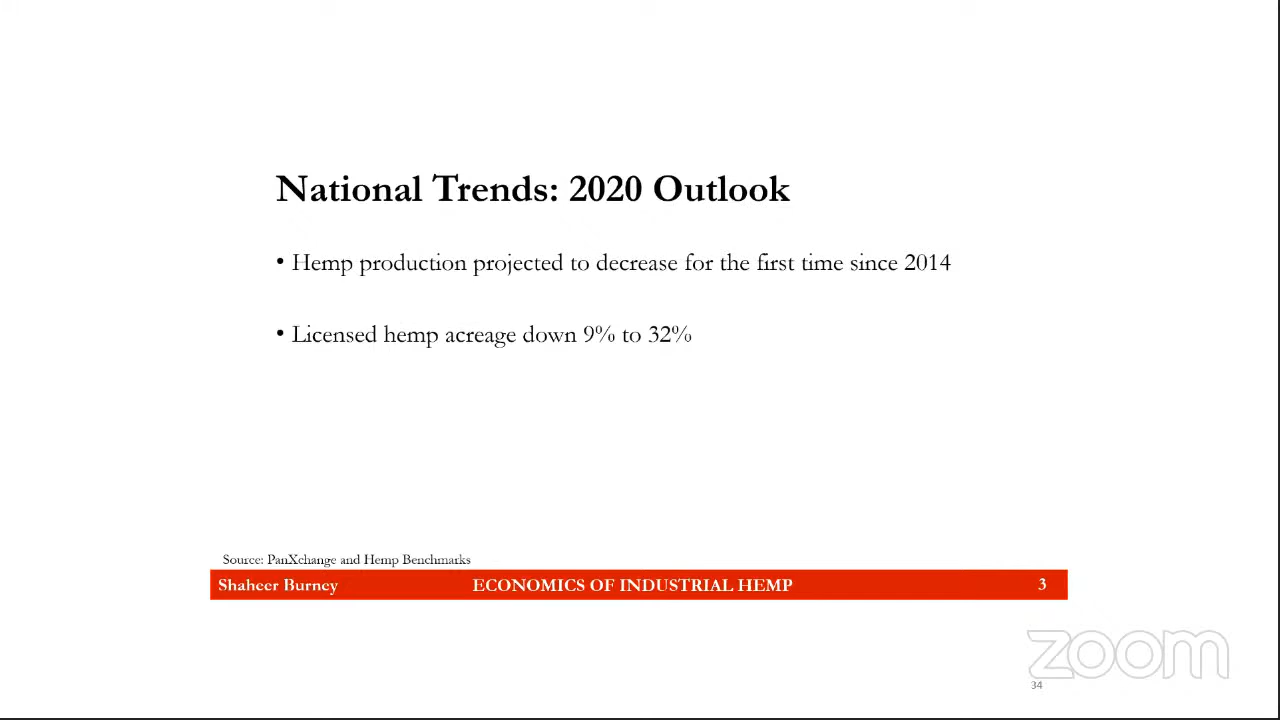 National Trends: 2020 Outlook
• Hemp production projected to decrease for the first time since 2014
• Licensed hemp acreage down 9% to 32%
Source: PanXchange and Hemp Benchmarks
Shaheer Burney ECONOMICS OF INDUSTRIAL HEMP 3
zoom
34